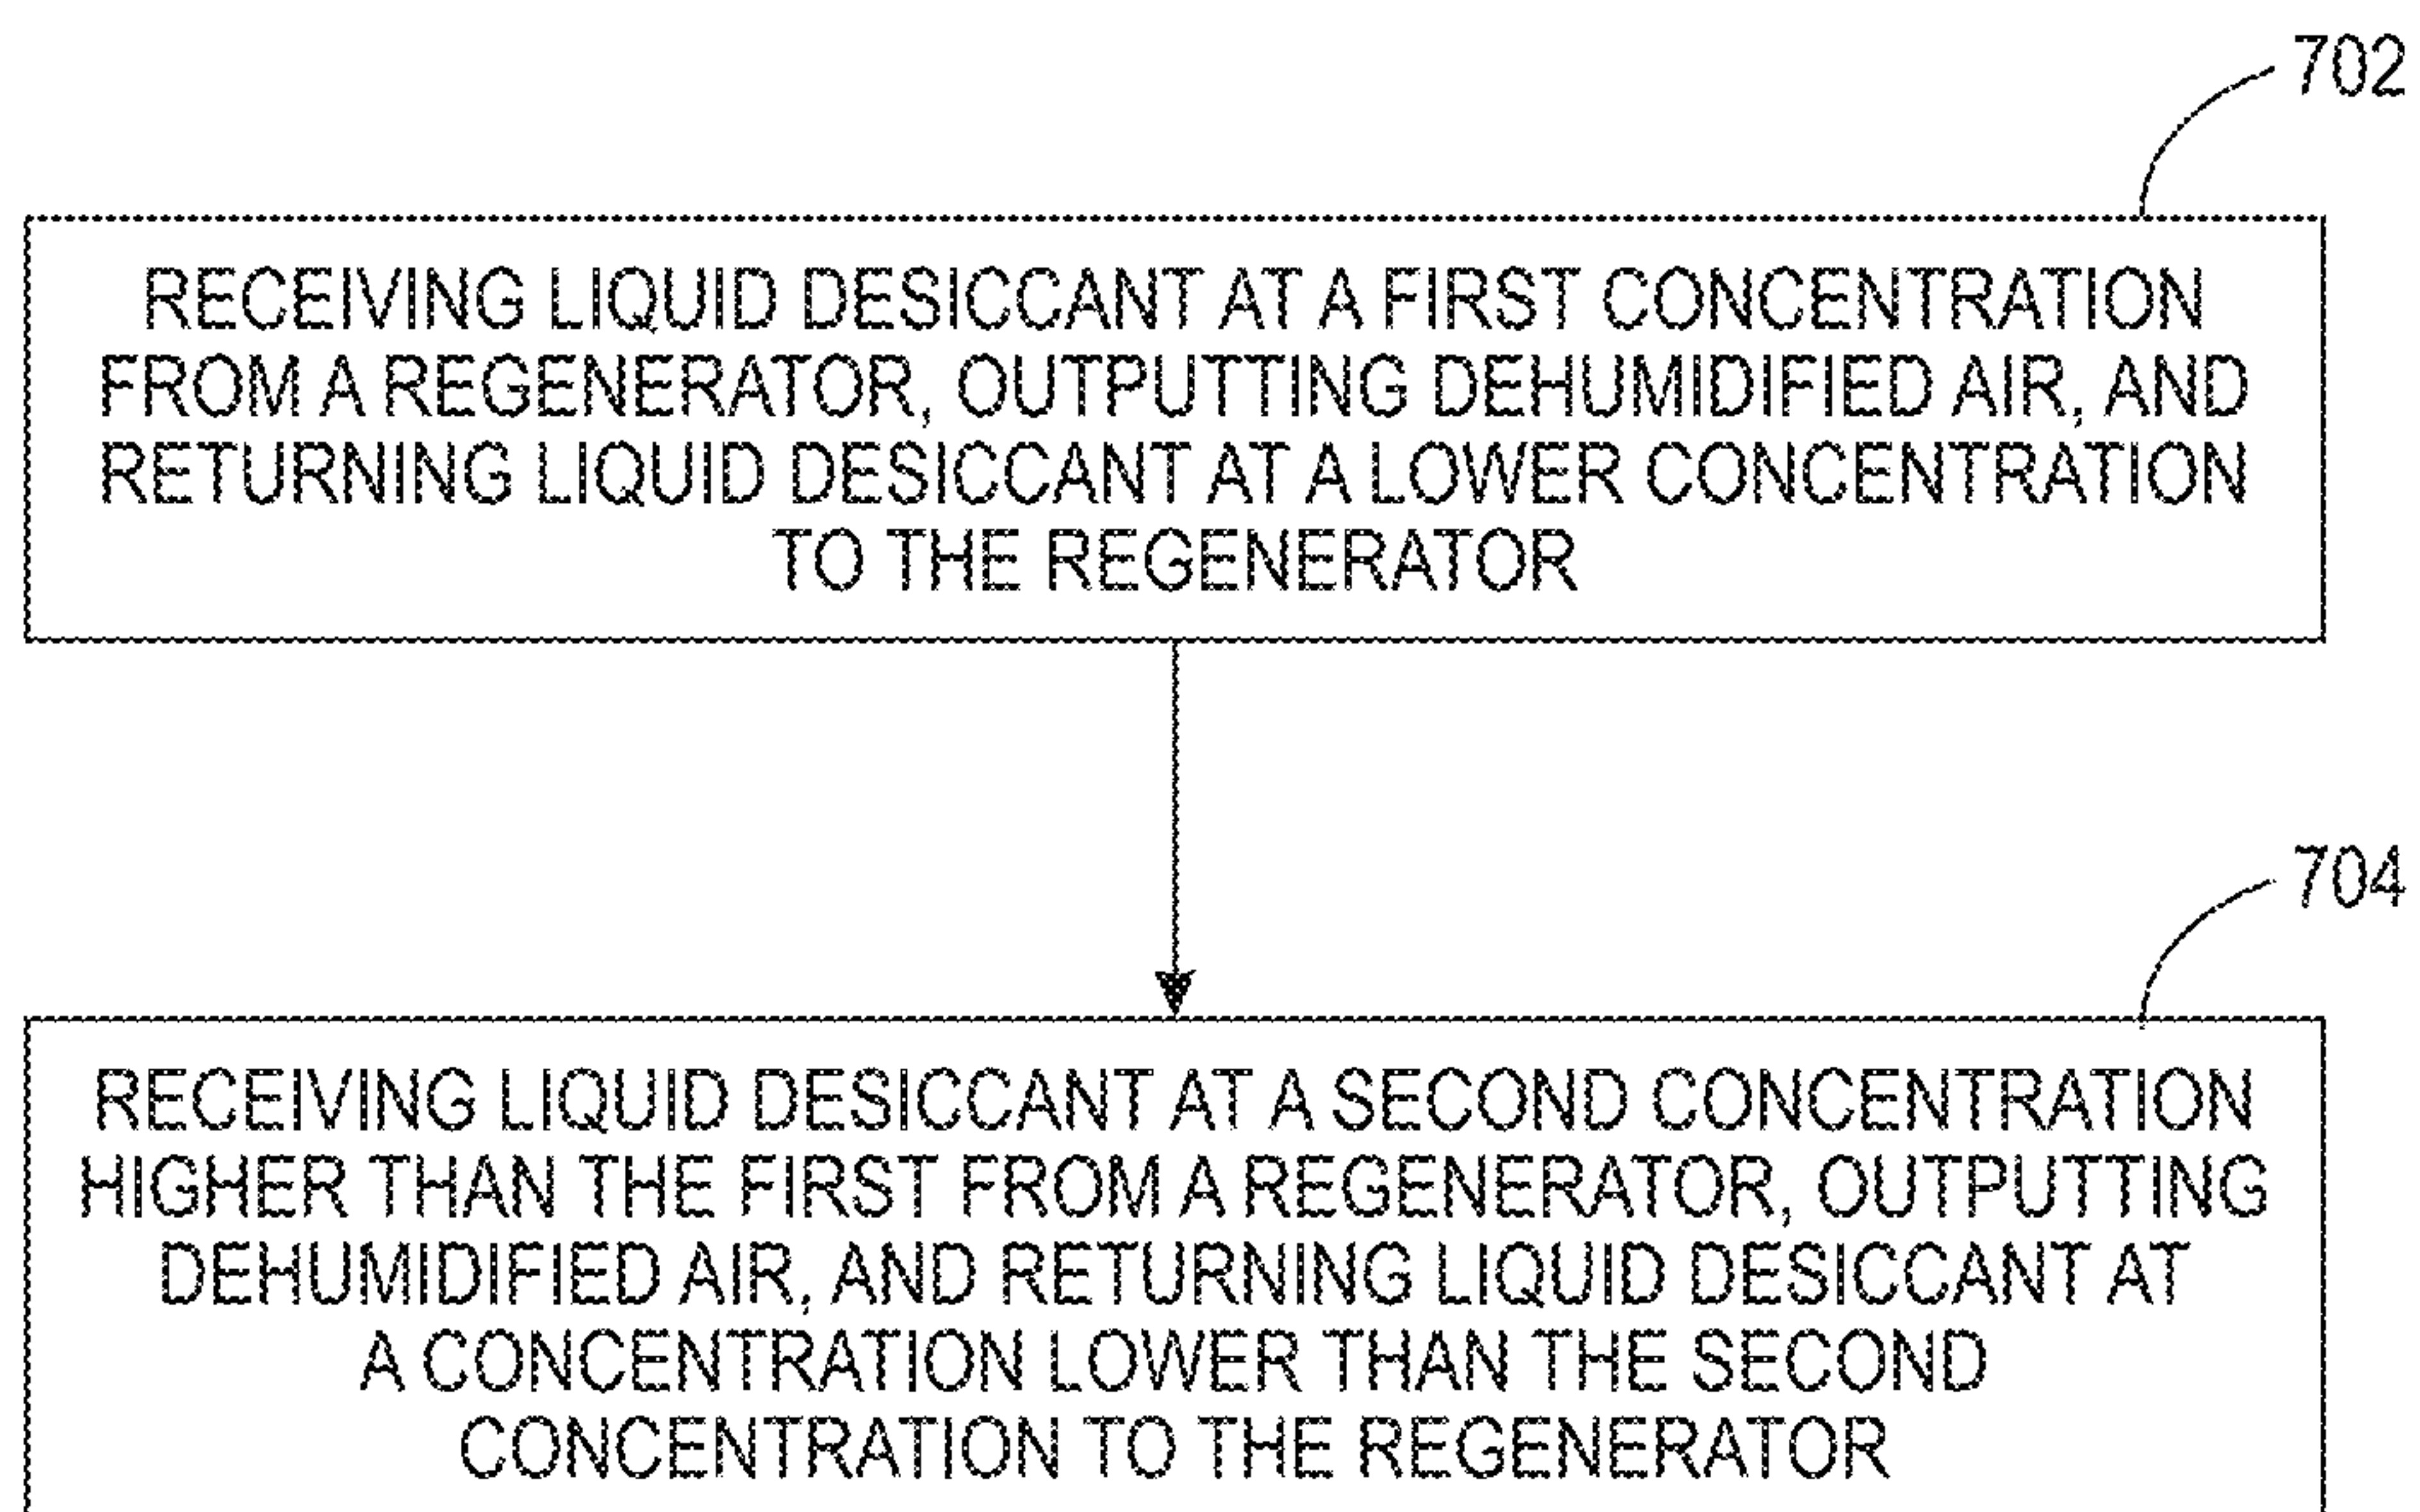 702
RECEIVING LIQUID DESICCANT AT A FIRST CONCENTRATION
FROM A REGENERATOR, OUTPUTTING DEHUMIDIFIED AIR, AND
RETURNING LIQUID DESICCANT AT A LOWER CONCENTRATION
TO THE REGENERATOR
704
RECEIVING LIQUID DESICCANT AT A SECOND CONCENTRATION
HIGHER THAN THE FIRST FROM A REGENERATOR, OUTPUTTING
DEHUMIDIFIED AIR, AND RETURNING LIQUID DESICCANT AT
A CONCENTRATION LOWER THAN THE SECOND
CONCENTRATION TO THE REGENERATOR